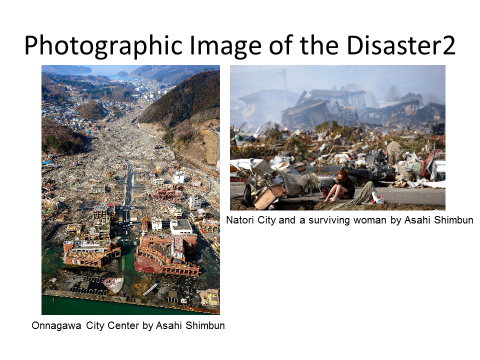 Photographic Image of the Disaster2
Natori City and a surviving woman by Asahi Shimbun
Onnagawa City Center by Asahi Shimbun